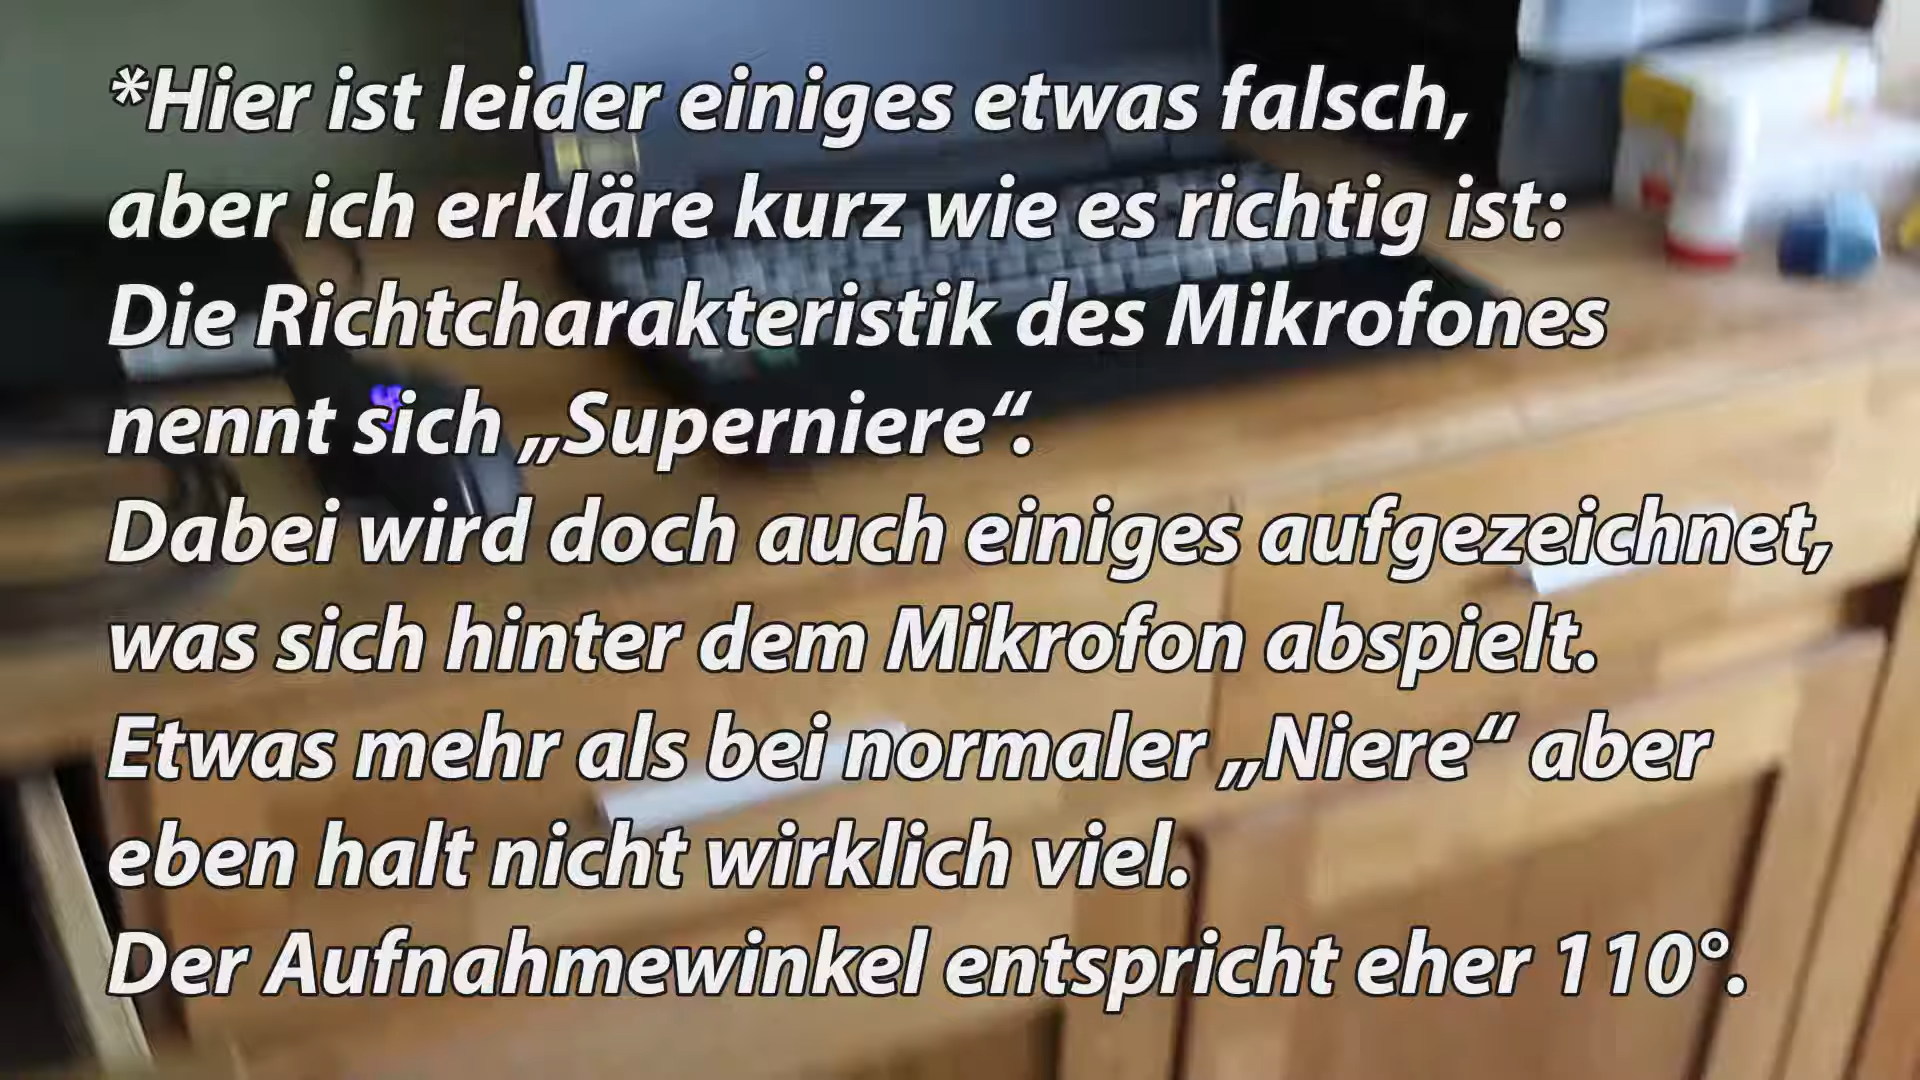 *Hier ist leider einiges etwas falsch,
aber ich erkläre kurz wie es richtig ist:
Die Richtcharakteristik des Mikrofones
nennt sich „Superniere“.
Dabei wird doch auch einiges aufgezeichnet,
was sich hinter dem Mikrofon abspielt.
Etwas mehr als bei normaler „Niere“ aber
eben halt nicht wirklich viel.
Der Aufnahmewinkel entspricht eher 110°.